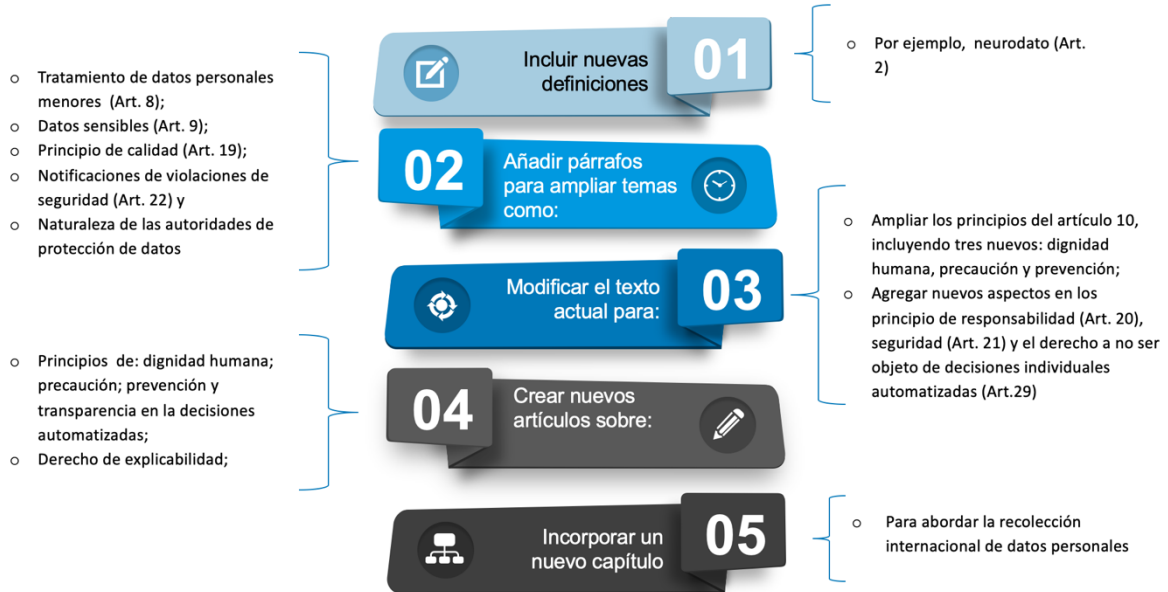 01
Incluir nuevas
definiciones
○ Por ejemplo, neurodato (Art.
2)
02
Añadir párrafos
para ampliar temas
como:
○ Tratamiento de datos personales
menores (Art. 8);
○ Datos sensibles (Art. 9);
○ Principio de calidad (Art. 19);
○ Notificaciones de violaciones de
seguridad (Art. 22) y
○ Naturaleza de las autoridades de
protección de datos
03
Modificar el texto
actual para:
○ Ampliar los principios del artículo 10,
incluyendo tres nuevos: dignidad
humana, precaución y prevención;
○ Agregar nuevos aspectos en los
principio de responsabilidad (Art. 20),
seguridad (Art. 21) y el derecho a no ser
objeto de decisiones individuales
automatizadas (Art.29)
04
Crear nuevos
artículos sobre:
○ Principios de: dignidad humana;
precaución; prevención y
transparencia en la decisiones
automatizadas;
○ Derecho de explicabilidad;
05
Incorporar un
nuevo capítulo
○ Para abordar la recolección
internacional de datos personales